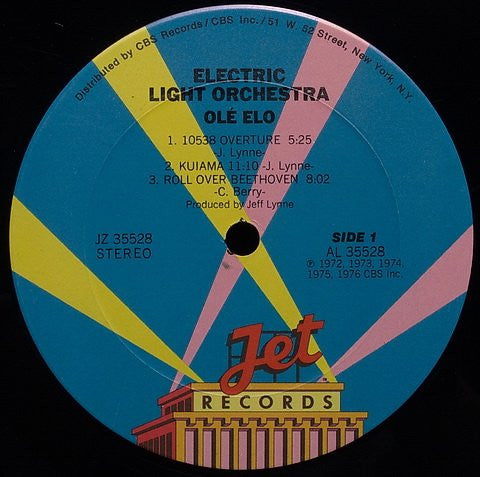 Distributed by CBS Records / CBS Inc. / 51 W. 52 Street, New York, N.Y.
ELECTRIC
LIGHT ORCHESTRA
OLÉ ELO
1. 10538 OVERTURE 5:25
-J. Lynne-
2. KUIAMA 11:10 -J. Lynne-
3. ROLL OVER BEETHOVEN 8:02
-C. Berry-
Produced by Jeff Lynne
JZ 35528
STEREO
SIDE 1
AL 35528
℗ 1972, 1973, 1974,
1975, 1976 CBS Inc.
Jet
RECORDS